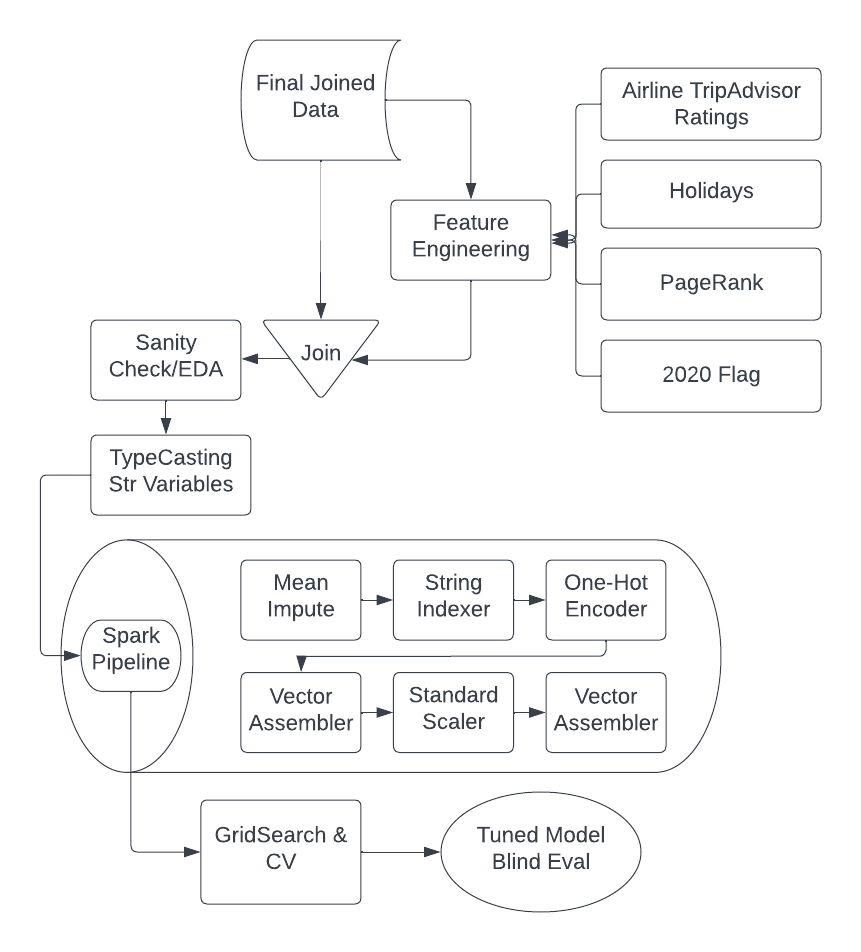 Final Joined
Data
Airline TripAdvisor
Ratings
Holidays
Feature
Engineering
PageRank
Sanity
Check/EDA
Join
2020 Flag
TypeCasting
Str Variables
Mean
Impute
String
Indexer
One-Hot
Encoder
Spark
Pipeline
Vector
Assembler
Standard
Scaler
Vector
Assembler
GridSearch &
CV
Tuned Model
Blind Eval